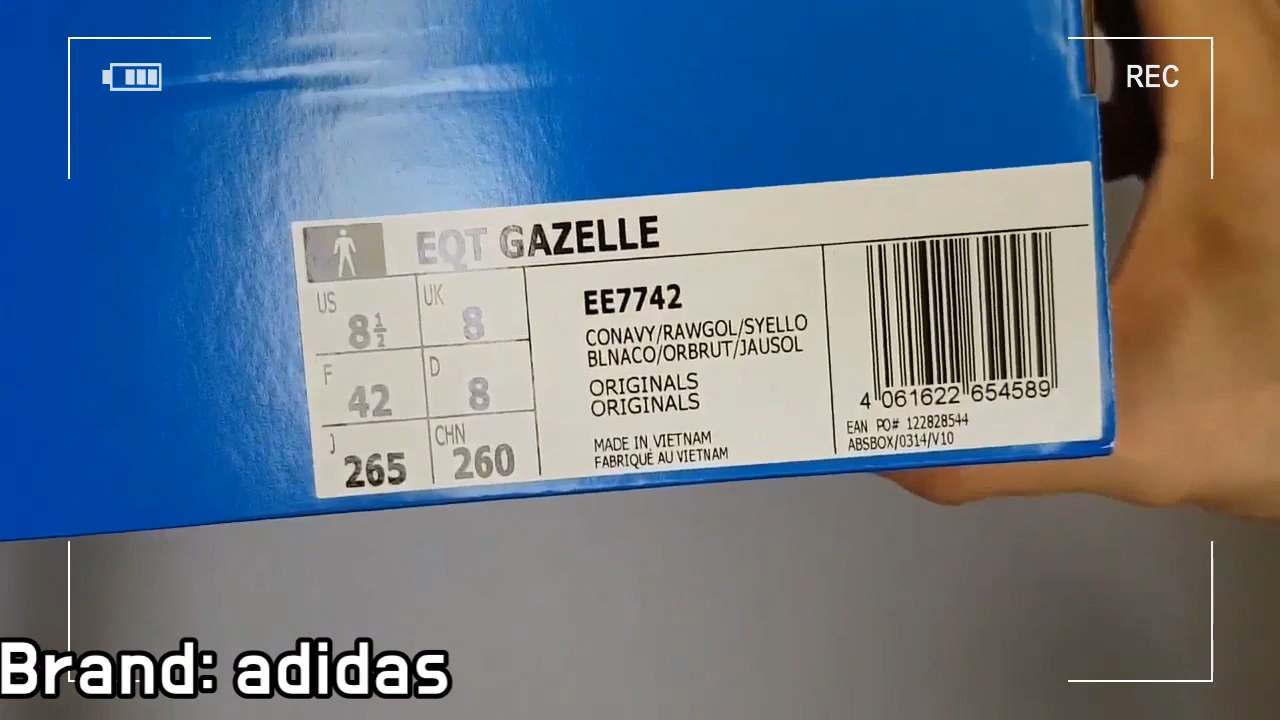 REC
EQT GAZELLE
US 8½
UK 8
F 42
D 8
J 265
CHN 260
EE7742
CONAVY/RAWGOL/SYELLO
BLNACO/ORBRUT/JAUSOL
ORIGINALS
ORIGINALS
MADE IN VIETNAM
FABRIQUÉ AU VIETNAM
4 061622 654589
EAN PO# 122828544
ABSBOX/0314/V10
Brand: adidas